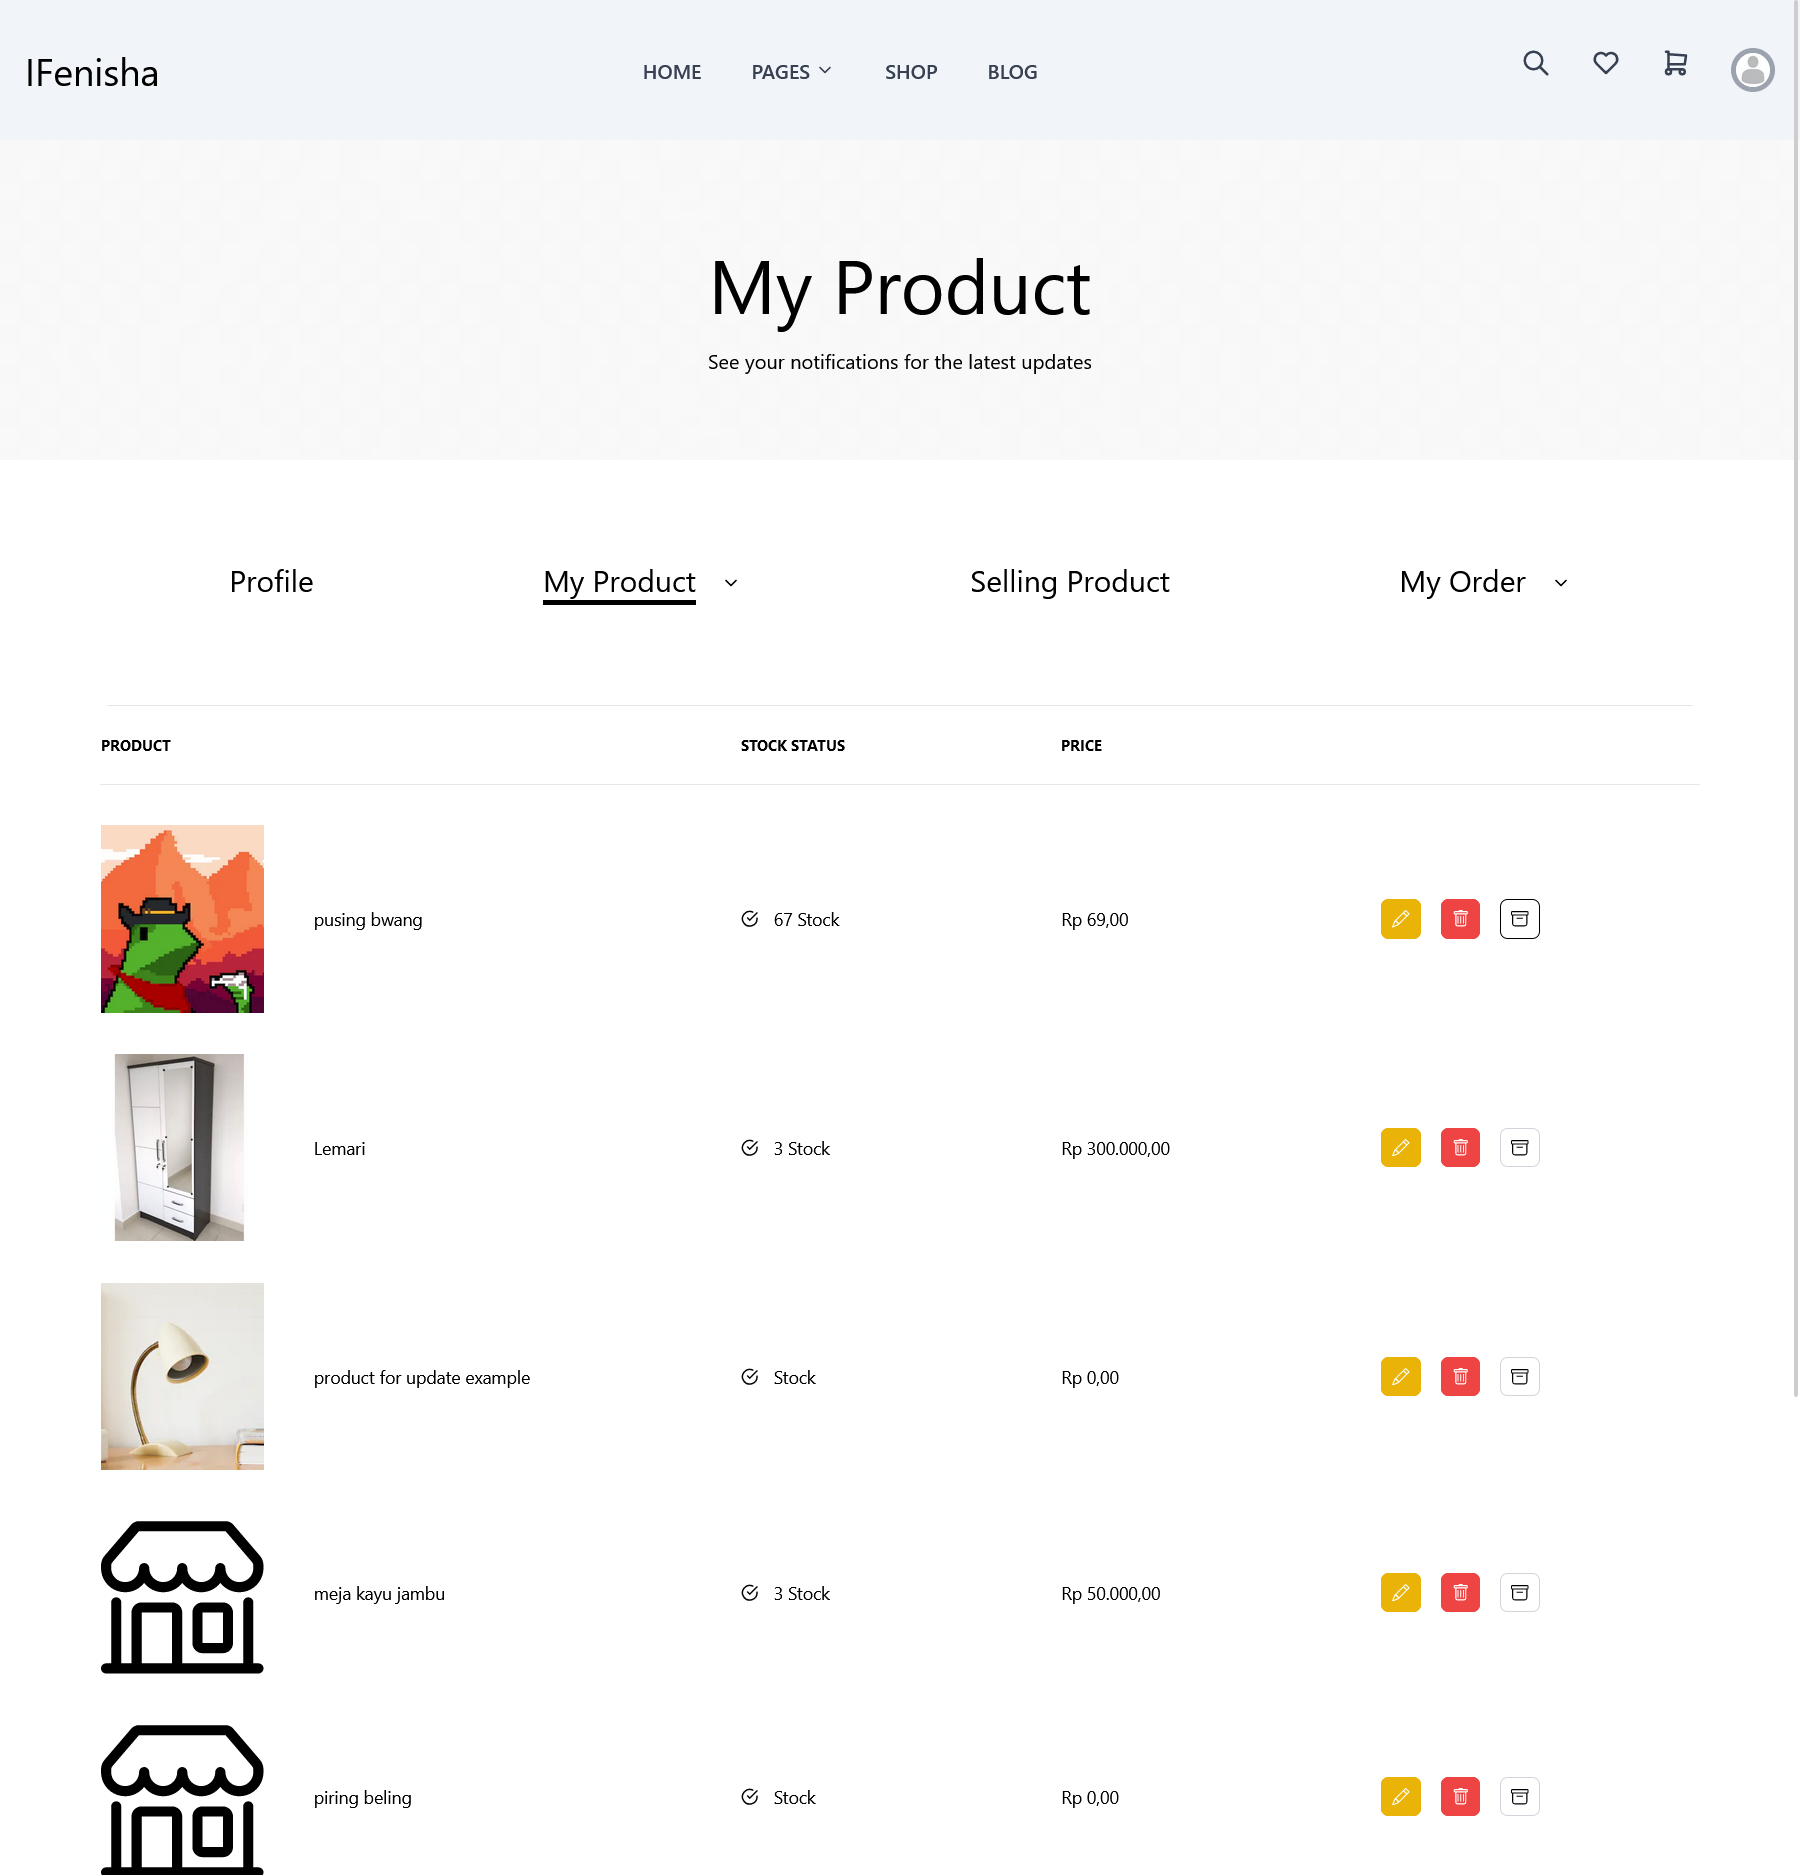 IFenisha
HOME PAGES SHOP BLOG
My Product
See your notifications for the latest updates
Profile My Product Selling Product My Order
PRODUCT STOCK STATUS PRICE
pusing bwang 67 Stock Rp 69,00
Lemari 3 Stock Rp 300.000,00
product for update example Stock Rp 0,00
meja kayu jambu 3 Stock Rp 50.000,00
piring beling Stock Rp 0,00